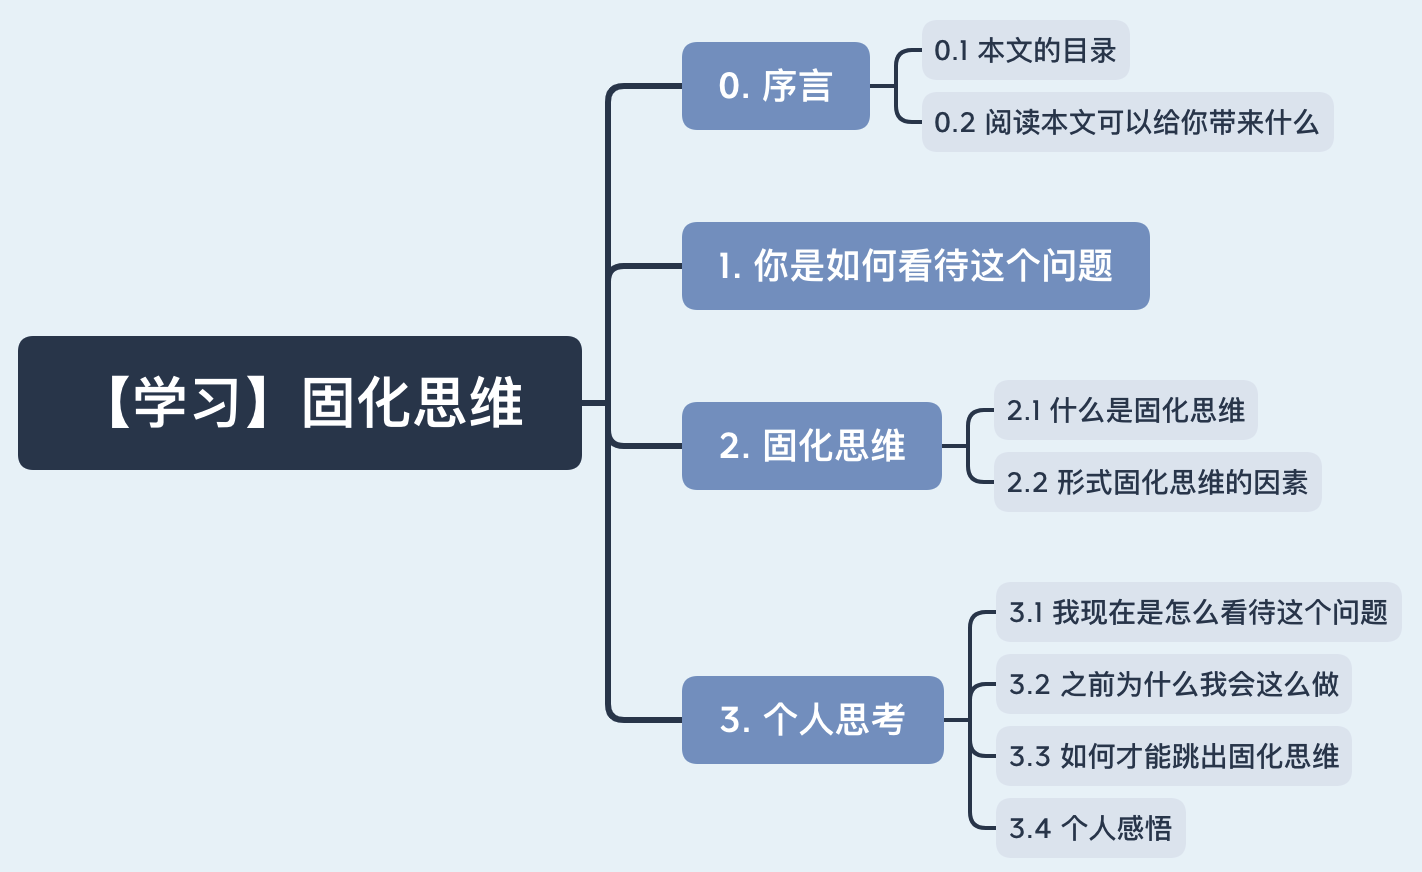 【学习】固化思维
0. 序言
0.1 本文的目录
0.2 阅读本文可以给你带来什么
1. 你是如何看待这个问题
2. 固化思维
2.1 什么是固化思维
2.2 形式固化思维的因素
3. 个人思考
3.1 我现在是怎么看待这个问题
3.2 之前为什么我会这么做
3.3 如何才能跳出固化思维
3.4 个人感悟